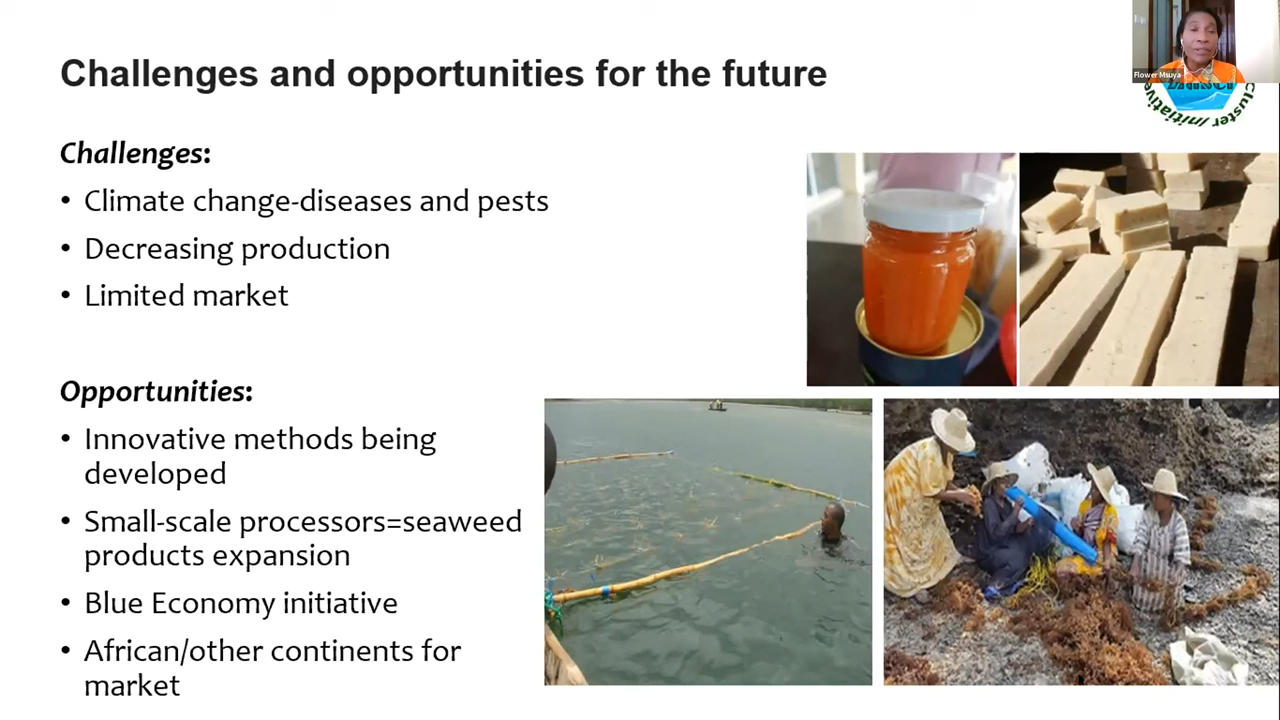 Challenges and opportunities for the future
Flower Msuya
cluster Initiative
Challenges:
• Climate change-diseases and pests
• Decreasing production
• Limited market
Opportunities:
• Innovative methods being
developed
• Small-scale processors=seaweed
products expansion
• Blue Economy initiative
• African/other continents for
market